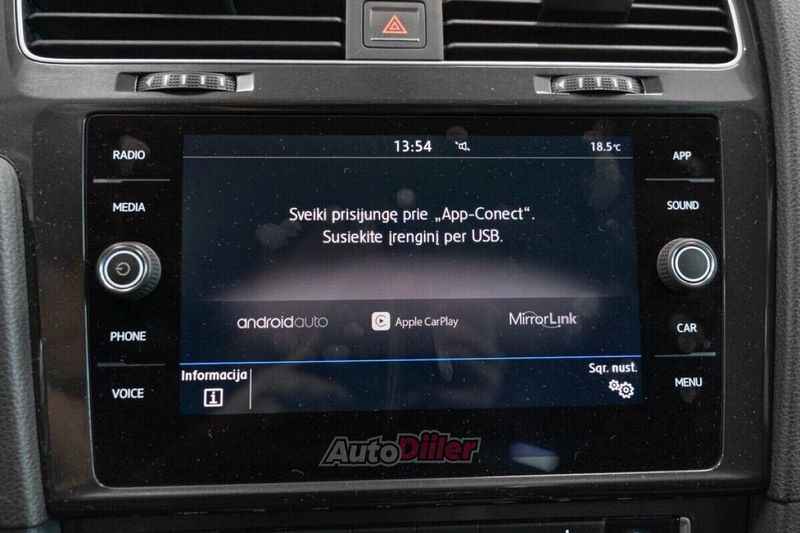 RADIO
MEDIA
PHONE
VOICE
13:54
18.5°C
Sveiki prisijungę prie „App-Conect“.
Susiekite įrenginį per USB.
androidauto
Apple CarPlay
MirrorLink
Informacija
Sqr. nust.
APP
SOUND
CAR
MENU
AutoDiiler